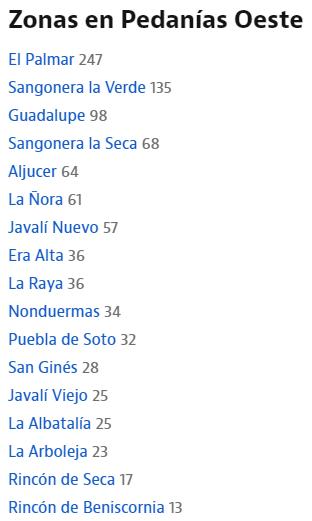 Zonas en Pedanías Oeste
El Palmar 247
Sangonera la Verde 135
Guadalupe 98
Sangonera la Seca 68
Aljucer 64
La Ñora 61
Javalí Nuevo 57
Era Alta 36
La Raya 36
Nonduermas 34
Puebla de Soto 32
San Ginés 28
Javalí Viejo 25
La Albatalía 25
La Arboleja 23
Rincón de Seca 17
Rincón de Beniscornia 13